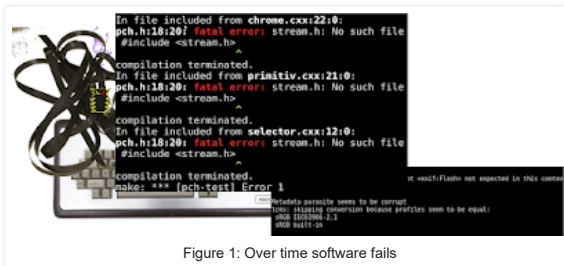 In file included from chrome.cxx:22:0:
pch.h:18:20: fatal error: stream.h: No such file
#include <stream.h>
^
compilation terminated.
In file included from primitiv.cxx:21:0:
pch.h:18:20: fatal error: stream.h: No such file
#include <stream.h>
^
compilation terminated.
In file included from selector.cxx:12:0:
pch.h:18:20: fatal error: stream.h: No such file
#include <stream.h>
^
compilation terminated.
make: *** [pch-test] Error 1
<exif:Flash> not expected in this contex
Metadata parasite seems to be corrupt
skipping conversion because profiles seem to be equal:
sRGB IEC61966-2.1
sRGB built-in
Figure 1: Over time software fails